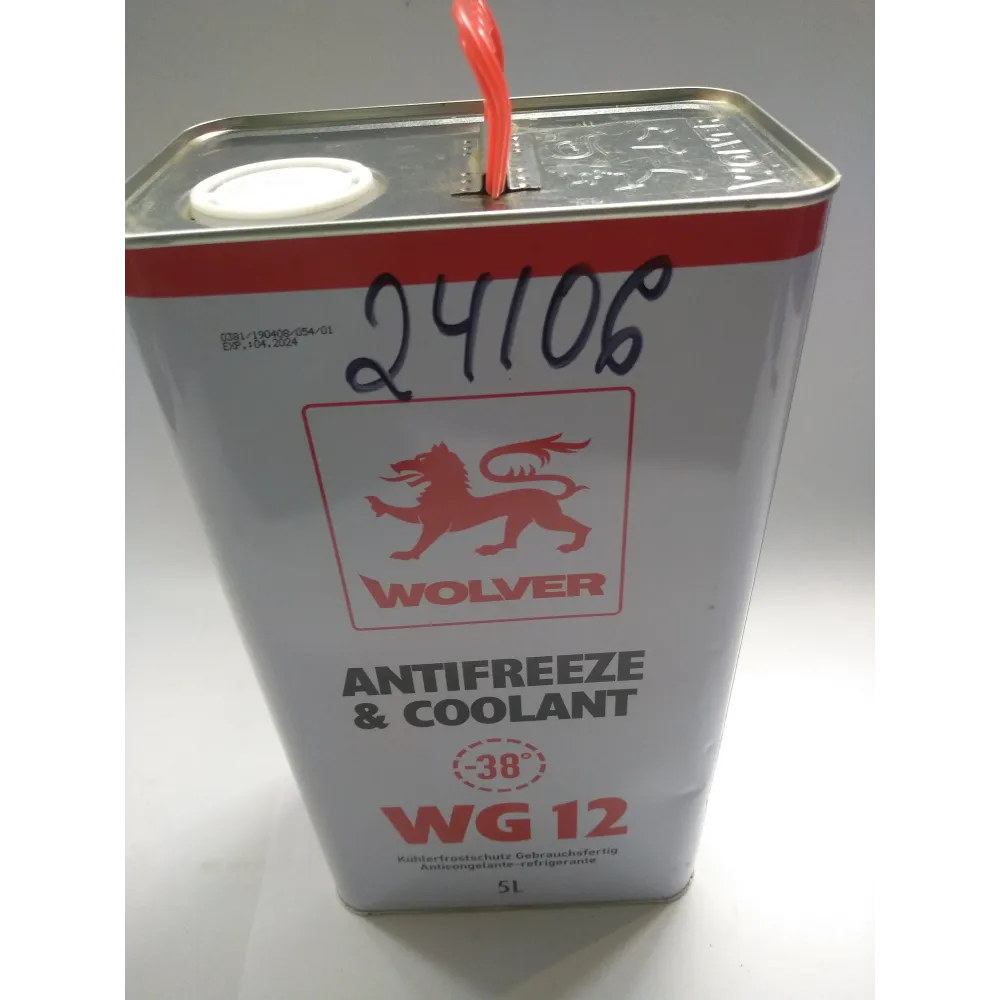 24106
0381/190408/054/01
EXP.:04.2024
WOLVER
ANTIFREEZE
& COOLANT
-38°
WG 12
Kühlerfrostschutz Gebrauchsfertig
Anticongelante-refrigerante
5L